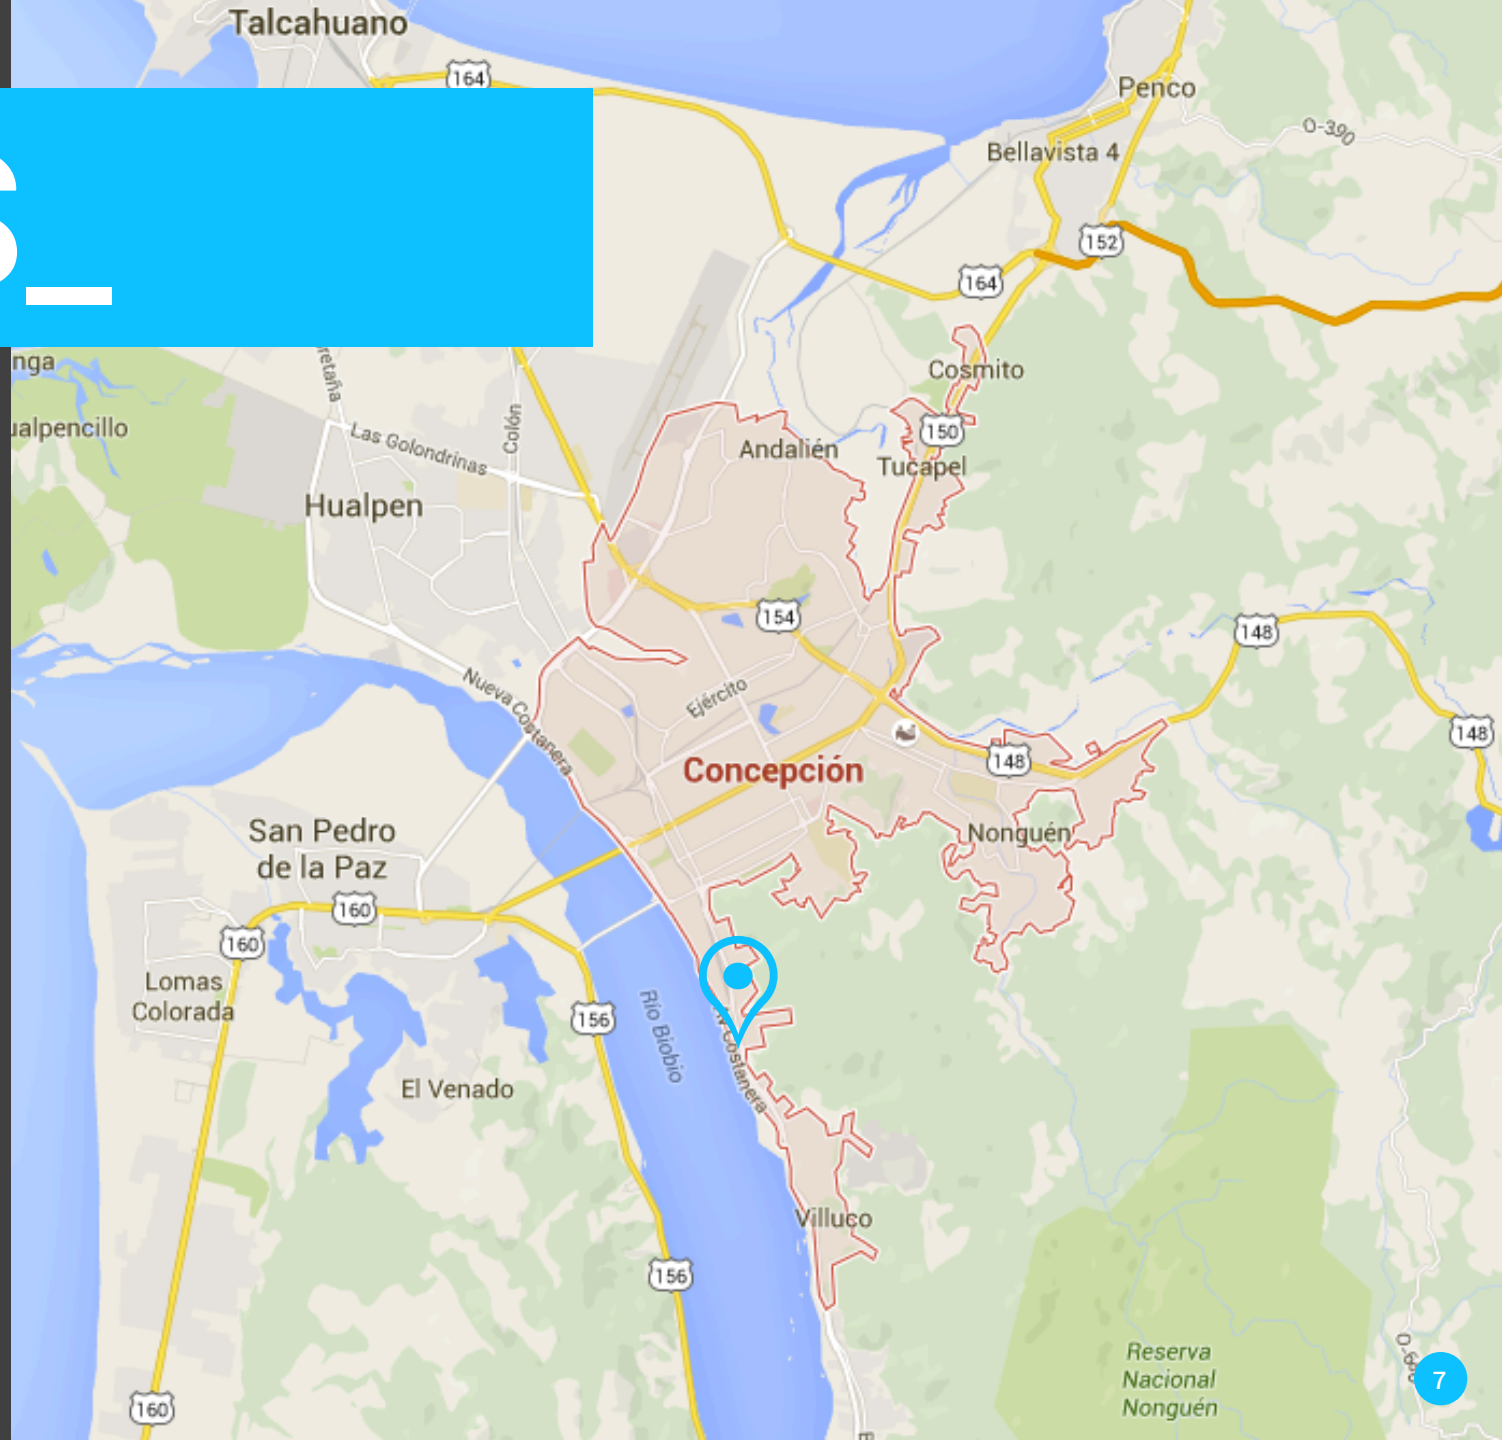 Talcahuano
164
Penco
O-390
Bellavista 4
S_
152
164
nga
Cosmito
ualpencillo
Las Golondrinas
Colón
150
Andalién
Tucapel
Hualpen
154
148
Nueva Costanera
Ejército
148
148
Concepción
San Pedro
de la Paz
Nonguén
160
160
Lomas
Colorada
156
Río Biobio
Costanera
El Venado
Villuco
156
Reserva
Nacional
Nonguén
7
160